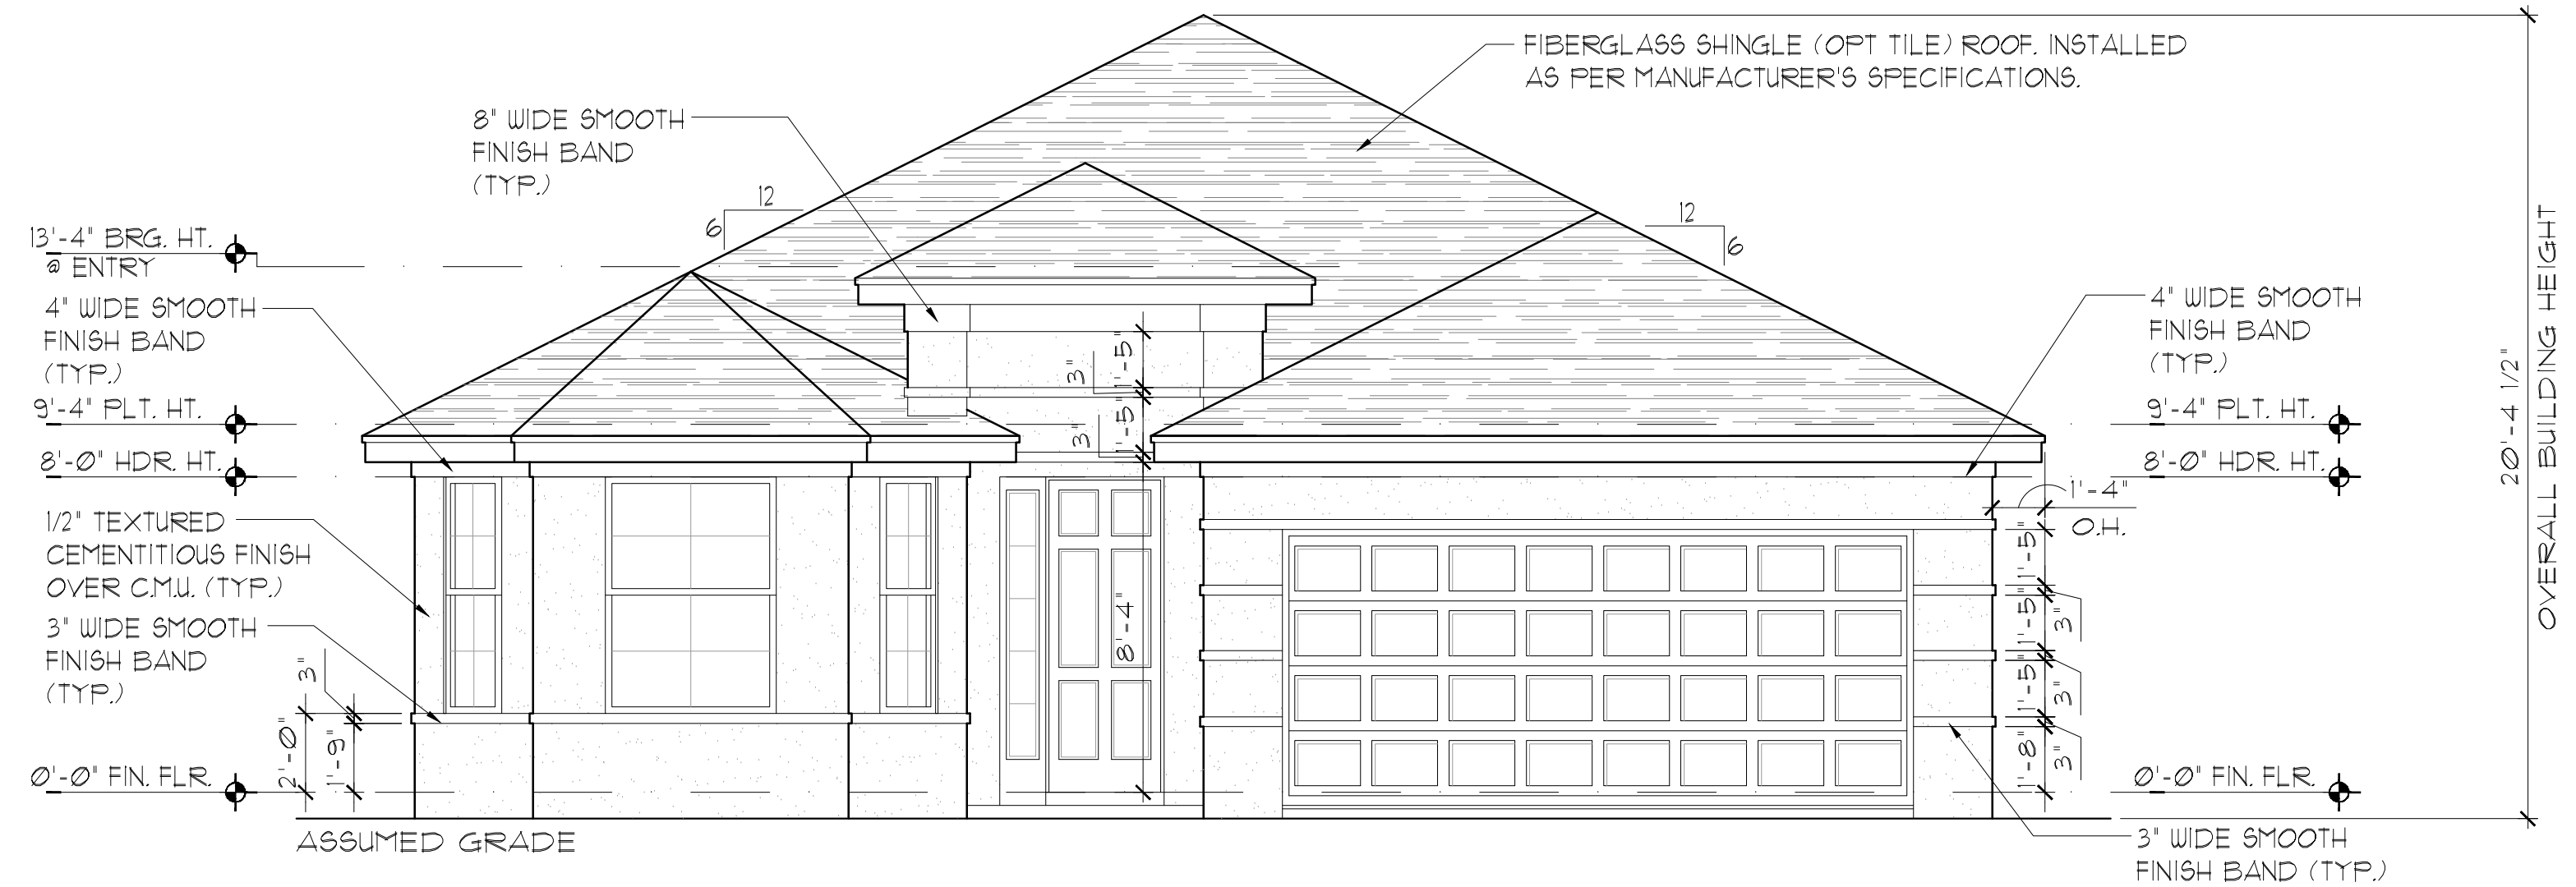 FIBERGLASS SHINGLE (OPT TILE) ROOF. INSTALLED
AS PER MANUFACTURER'S SPECIFICATIONS.
8" WIDE SMOOTH
FINISH BAND
(TYP.)
12
6
12
6
13'-4" BRG. HT.
@ ENTRY
4" WIDE SMOOTH
FINISH BAND
(TYP.)
9'-4" PLT. HT.
8'-0" HDR. HT.
1/2" TEXTURED
CEMENTITIOUS FINISH
OVER C.M.U. (TYP.)
3" WIDE SMOOTH
FINISH BAND
(TYP.)
3"
2'-0"
1'-9"
0'-0" FIN. FLR.
ASSUMED GRADE
1'-5"
3"
1'-5"
3"
8'-4"
4" WIDE SMOOTH
FINISH BAND
(TYP.)
9'-4" PLT. HT.
8'-0" HDR. HT.
1'-4"
O.H.
1'-5"
3"
1'-5"
3"
1'-5"
3"
1'-8"
0'-0" FIN. FLR.
3" WIDE SMOOTH
FINISH BAND (TYP.)
20'-4 1/2"
OVERALL BUILDING HEIGHT